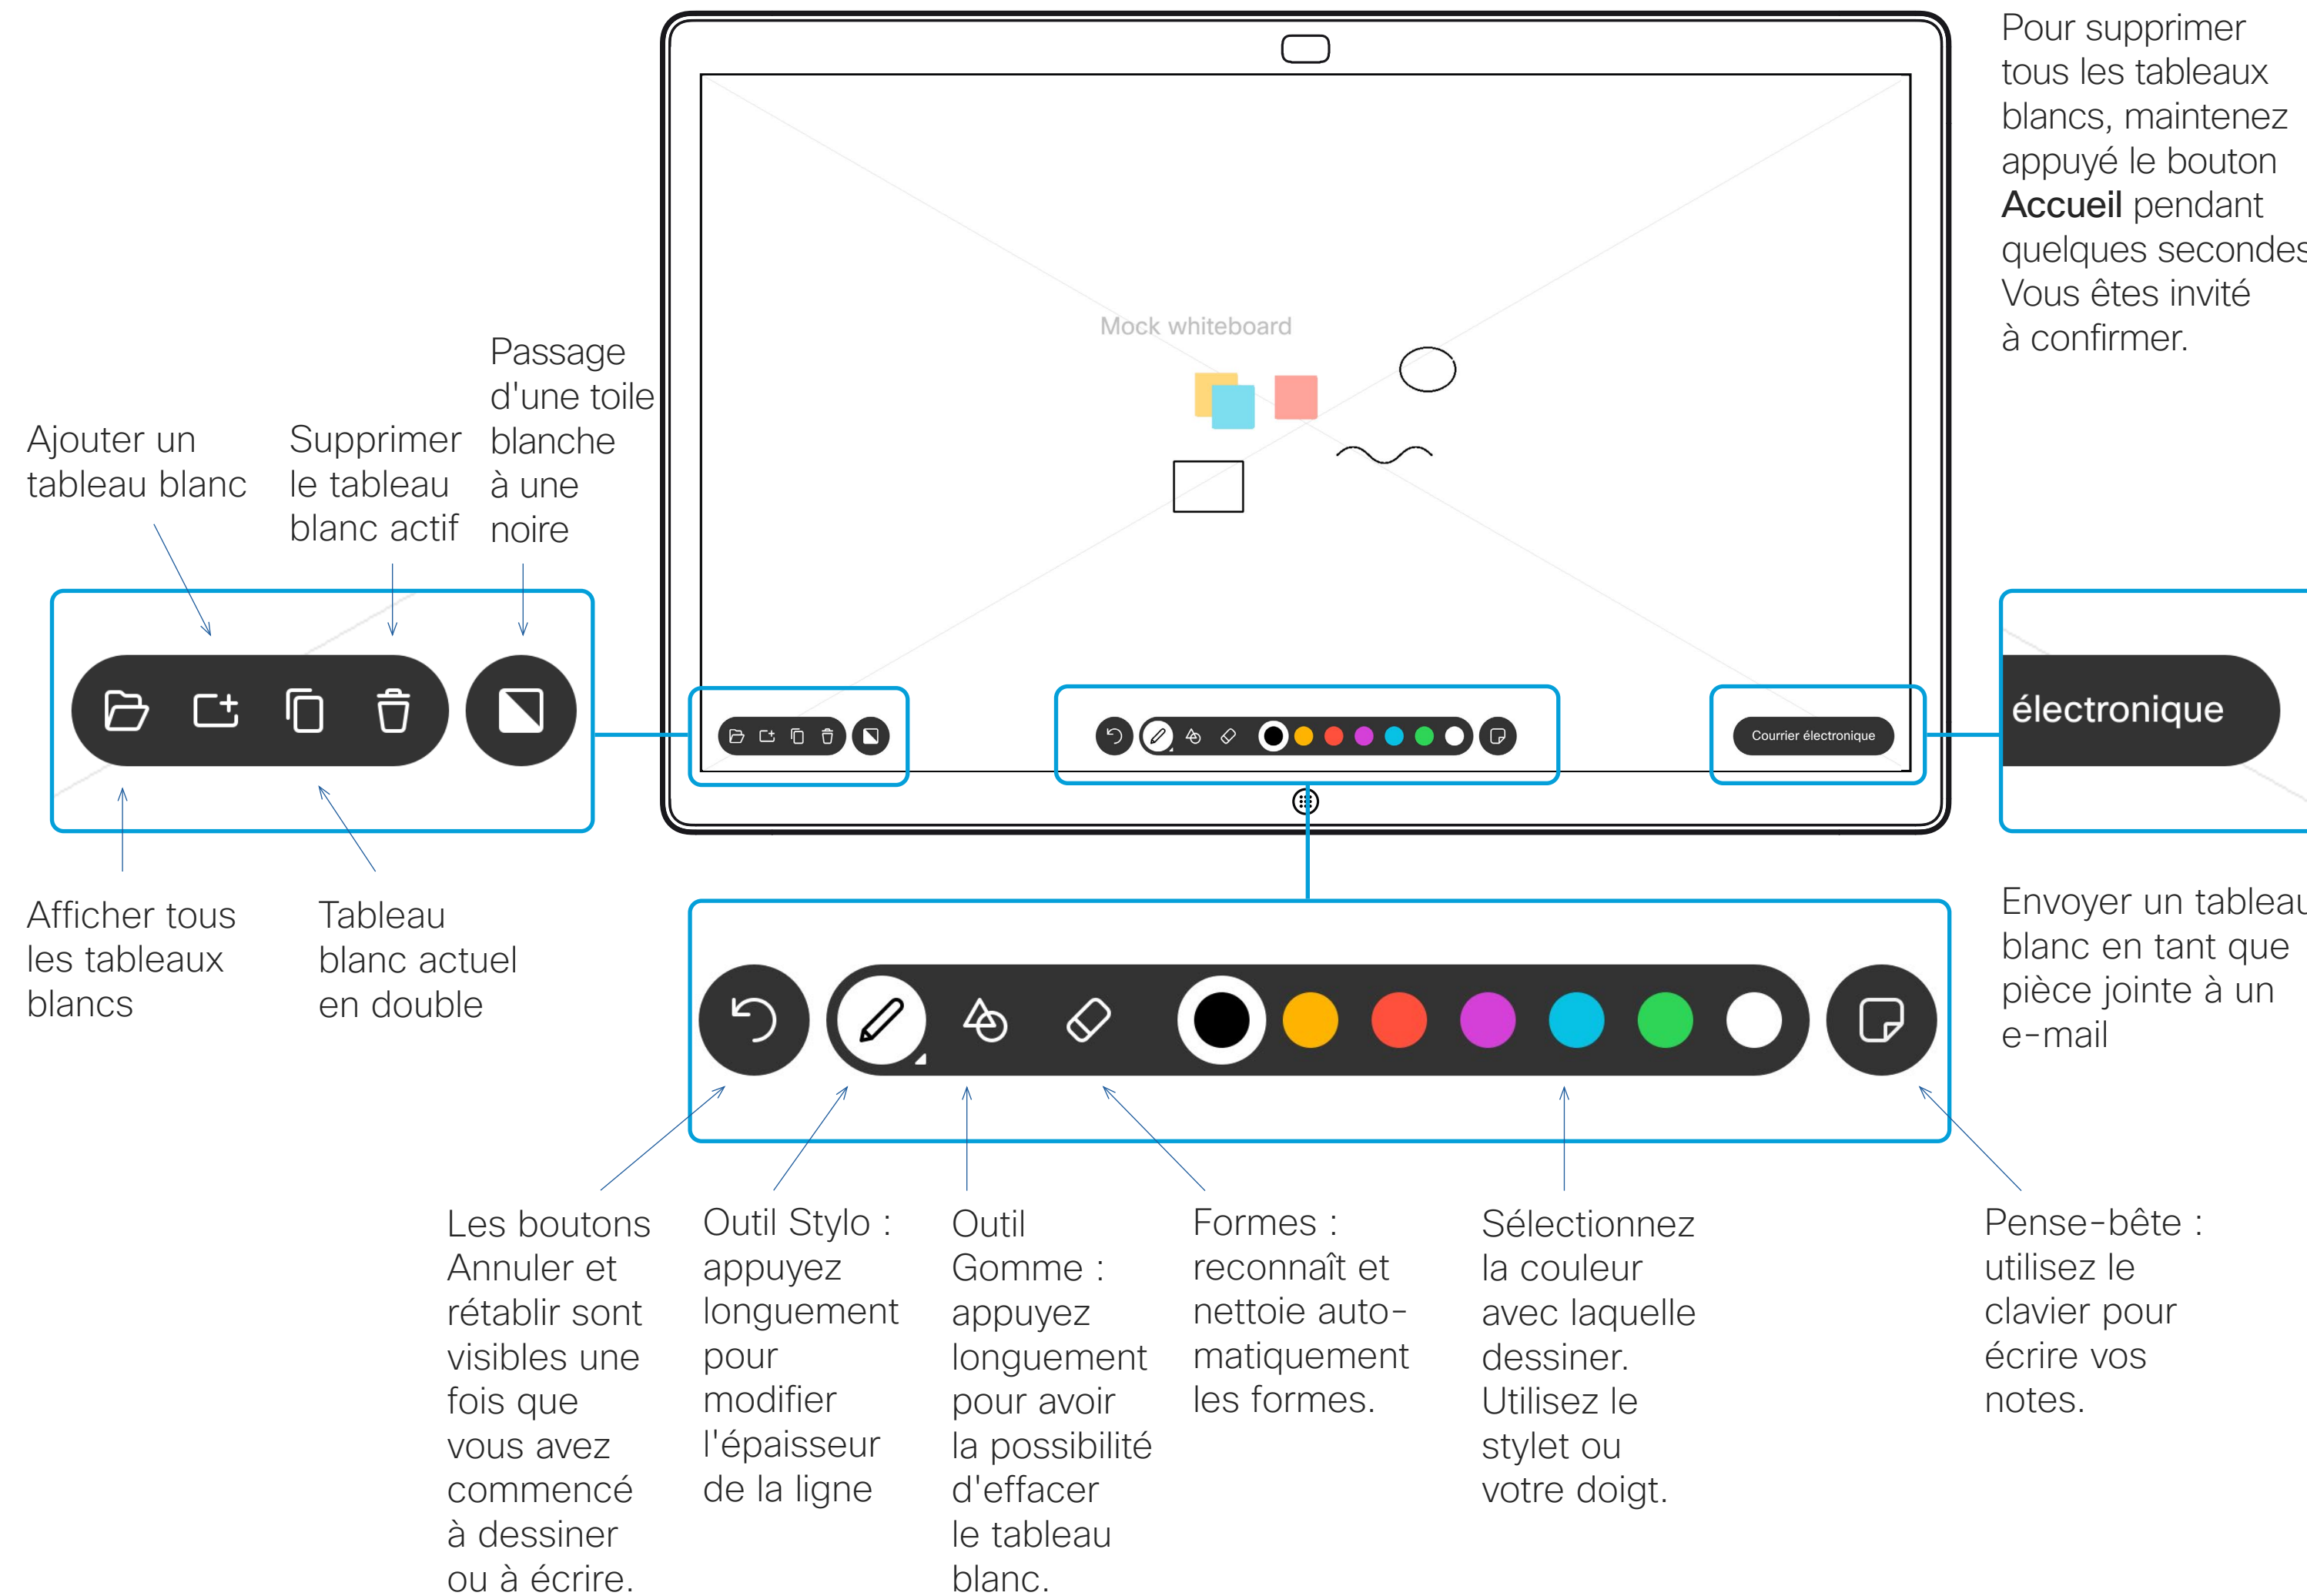 Pour supprimer
tous les tableaux
blancs, maintenez
appuyé le bouton
Accueil pendant
quelques secondes
Vous êtes invité
à confirmer.
Mock whiteboard
Passage
d'une toile
blanche
à une
noire
Ajouter un
tableau blanc
Supprimer
le tableau
blanc actif
électronique
Courrier électronique
Afficher tous
les tableaux
blancs
Tableau
blanc actuel
en double
Envoyer un tableau
blanc en tant que
pièce jointe à un
e-mail
Les boutons
Annuler et
rétablir sont
visibles une
fois que
vous avez
commencé
à dessiner
ou à écrire.
Outil Stylo :
appuyez
longuement
pour
modifier
l'épaisseur
de la ligne
Outil
Gomme :
appuyez
longuement
pour avoir
la possibilité
d'effacer
le tableau
blanc.
Formes :
reconnaît et
nettoie auto-
matiquement
les formes.
Sélectionnez
la couleur
avec laquelle
dessiner.
Utilisez le
stylet ou
votre doigt.
Pense-bête :
utilisez le
clavier pour
écrire vos
notes.